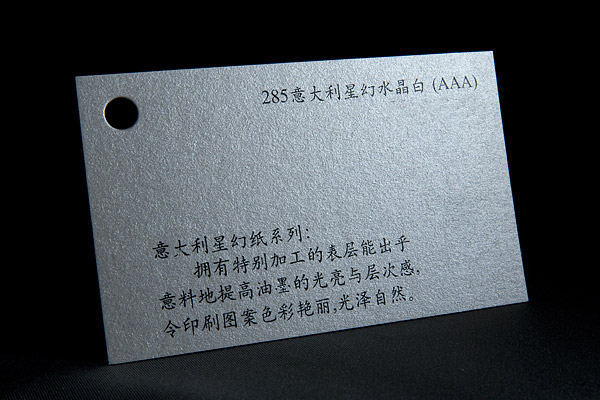 285意大利星幻水晶白 (AAA)
意大利星幻纸系列:
拥有特别加工的表层能出乎
意料地提高油墨的光亮与层次感,
令印刷图案色彩艳丽,光泽自然。